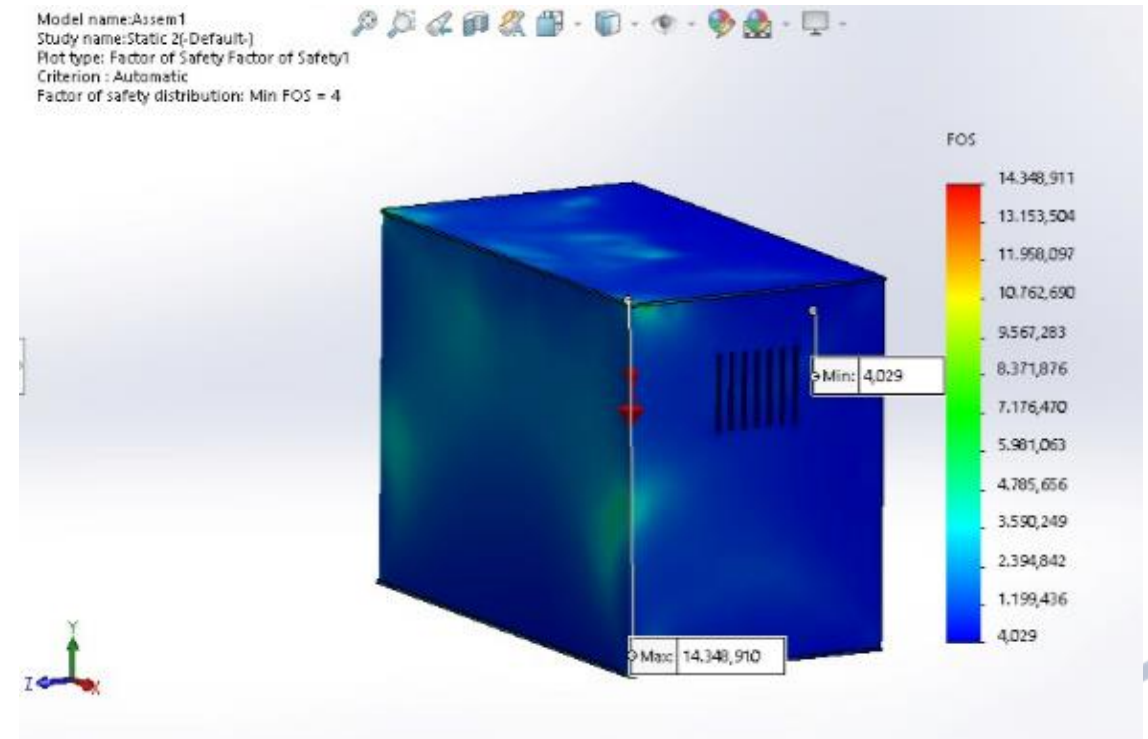 Model name:Assem1
Study name:Static 2(-Default-)
Plot type: Factor of Safety Factor of Safety1
Criterion : Automatic
Factor of safety distribution: Min FOS = 4
FOS
14.348,911
13.153,504
11.958,097
10.762,690
9.567,283
8.371,876
7.176,470
5.981,063
4.785,656
3.590,249
2.394,842
1.199,436
4,029
Min: 4,029
Max: 14.348,910
Y
Z
X